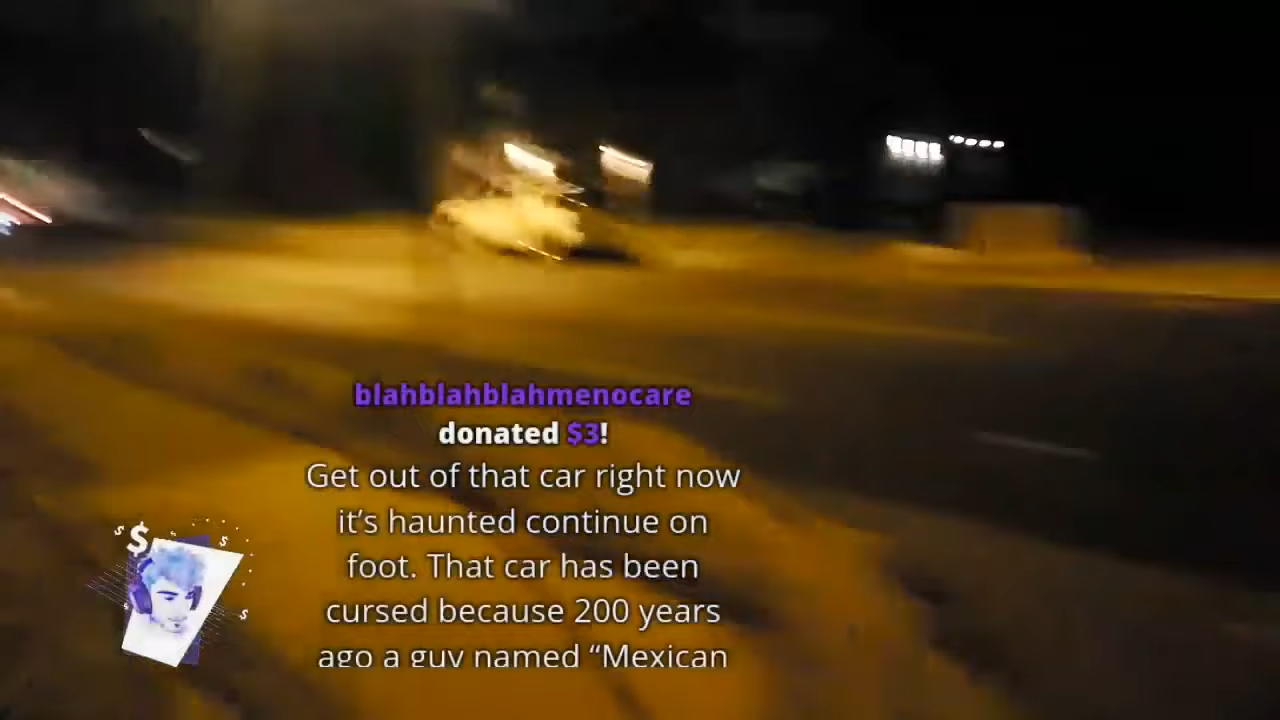 blahblahblahmenocare
donated $3!
Get out of that car right now
it’s haunted continue on
foot. That car has been
cursed because 200 years
ago a guy named “Mexican